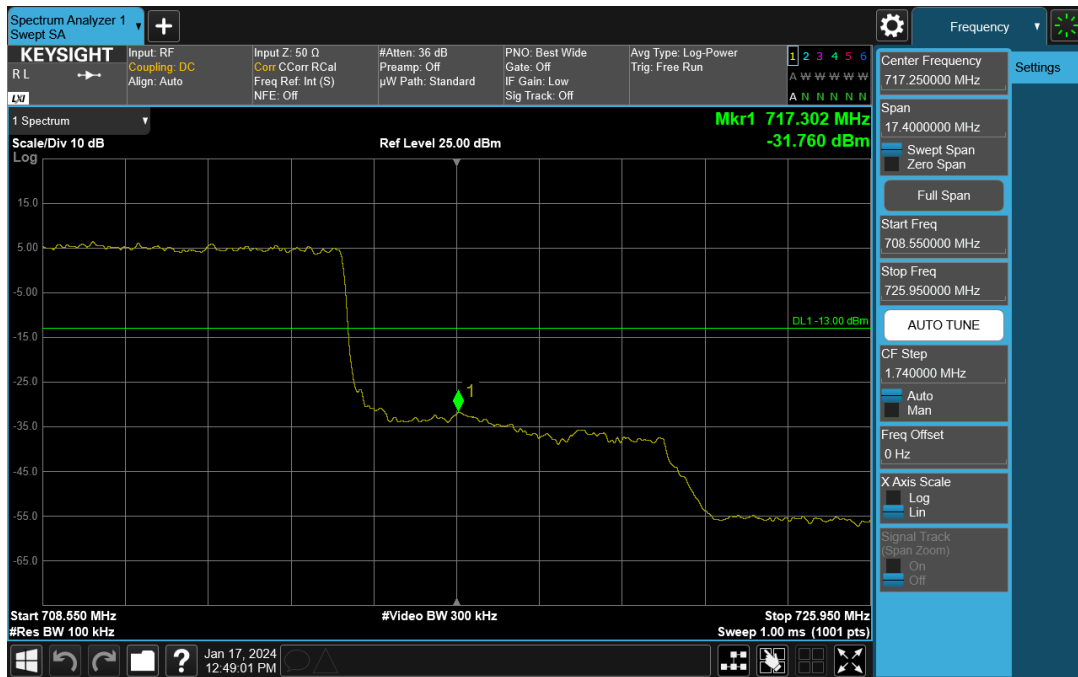 Spectrum Analyzer 1
Swept SA
Frequency
KEYSIGHT
R L
LXI
Input: RF
Coupling: DC
Align: Auto
Input Z: 50 Ω
Corr CCorr RCal
Freq Ref: Int (S)
NFE: Off
#Atten: 36 dB
Preamp: Off
µW Path: Standard
PNO: Best Wide
Gate: Off
IF Gain: Low
Sig Track: Off
Avg Type: Log-Power
Trig: Free Run
1 2 3 4 5 6
A W W W W W
A N N N N N
1 Spectrum
Mkr1 717.302 MHz
-31.760 dBm
Scale/Div 10 dB
Ref Level 25.00 dBm
Log
15.0
5.00
-5.00
-15.0
-25.0
-35.0
-45.0
-55.0
-65.0
DL1 -13.00 dBm
1
Start 708.550 MHz
#Res BW 100 kHz
#Video BW 300 kHz
Stop 725.950 MHz
Sweep 1.00 ms (1001 pts)
Center Frequency
717.250000 MHz
Span
17.4000000 MHz
Swept Span
Zero Span
Full Span
Start Freq
708.550000 MHz
Stop Freq
725.950000 MHz
AUTO TUNE
CF Step
1.740000 MHz
Auto
Man
Freq Offset
0 Hz
X Axis Scale
Log
Lin
Signal Track
(Span Zoom)
On
Off
Settings
?
Jan 17, 2024
12:49:01 PM